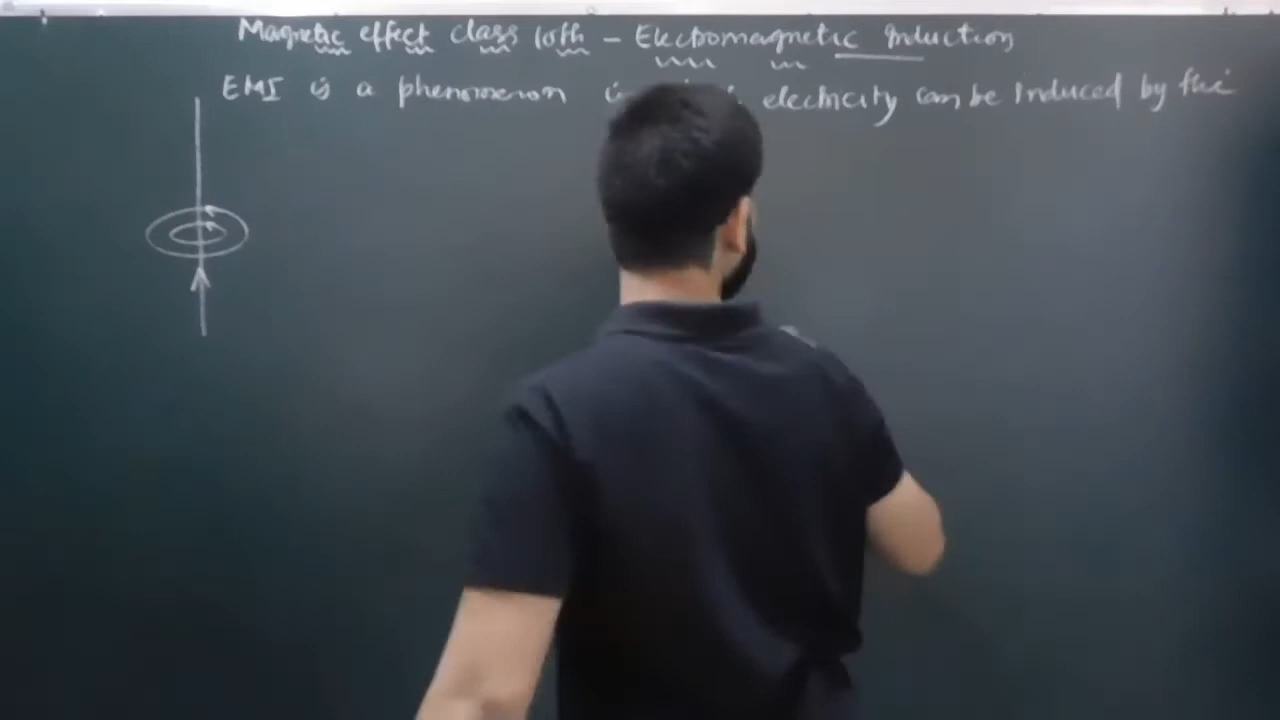 Magnetic effect class 10th - Electromagnetic Induction
EMI is a phenomenon electricity can be induced by the